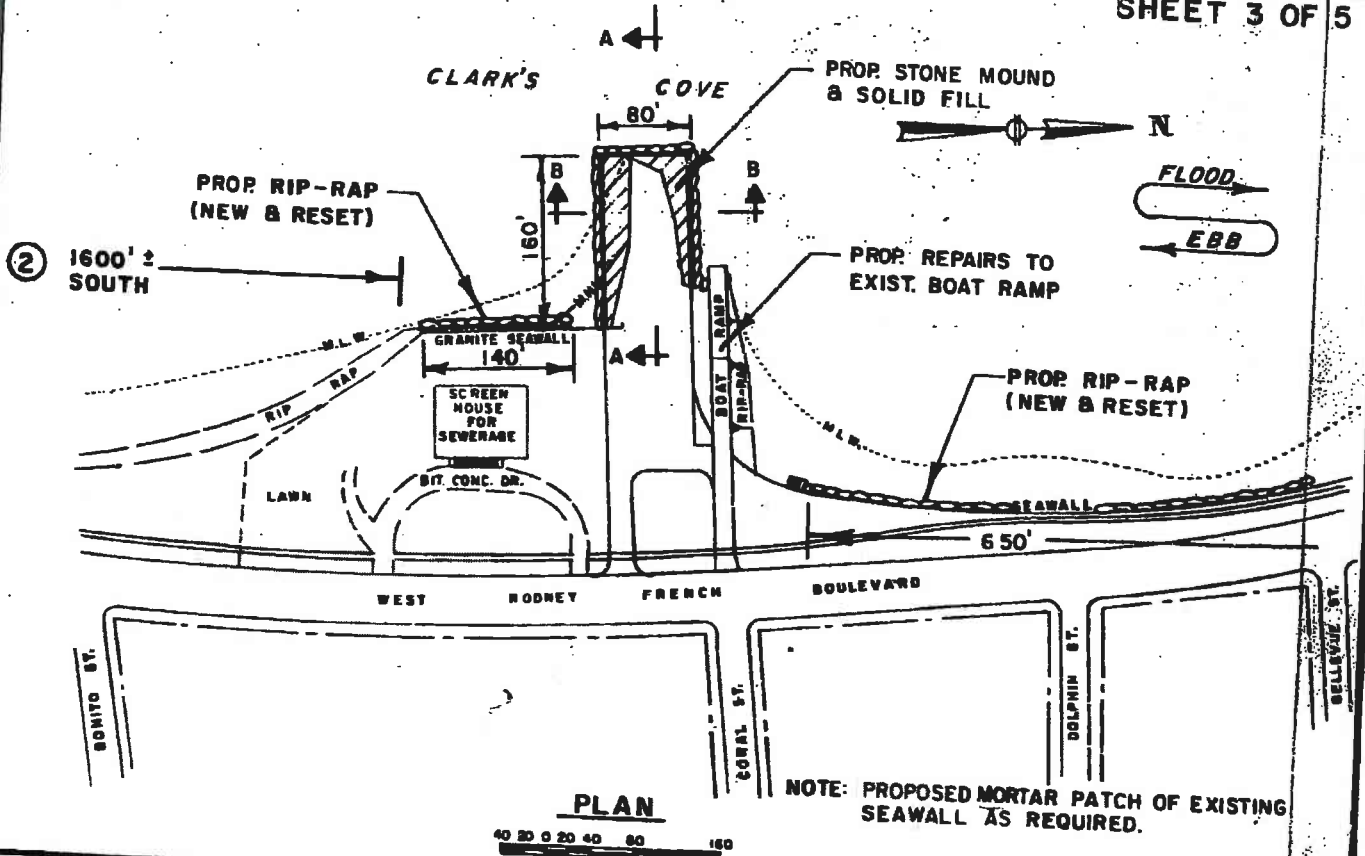 SHEET 3 OF 5
A
CLARK'S COVE
PROP. STONE MOUND
& SOLID FILL
80'
N
B
B
FLOOD
EBB
PROP. RIP-RAP
(NEW & RESET)
160'
2
1600' ±
SOUTH
PROP. REPAIRS TO
EXIST. BOAT RAMP
M.L.W.
M.L.W.
GRANITE SEAWALL
140'
A
BOAT RAMP
RIP-RAP
RIP RAP
SCREEN
HOUSE
FOR
SEWERAGE
PROP. RIP-RAP
(NEW & RESET)
M.L.W.
LAWN
BIT. CONC. DR.
SEAWALL
650'
WEST RODNEY FRENCH BOULEVARD
BONITO ST.
CORAL ST.
DOLPHIN ST.
BELLEVUE ST.
NOTE: PROPOSED MORTAR PATCH OF EXISTING
SEAWALL AS REQUIRED.
PLAN
40 20 0 20 40 80 160